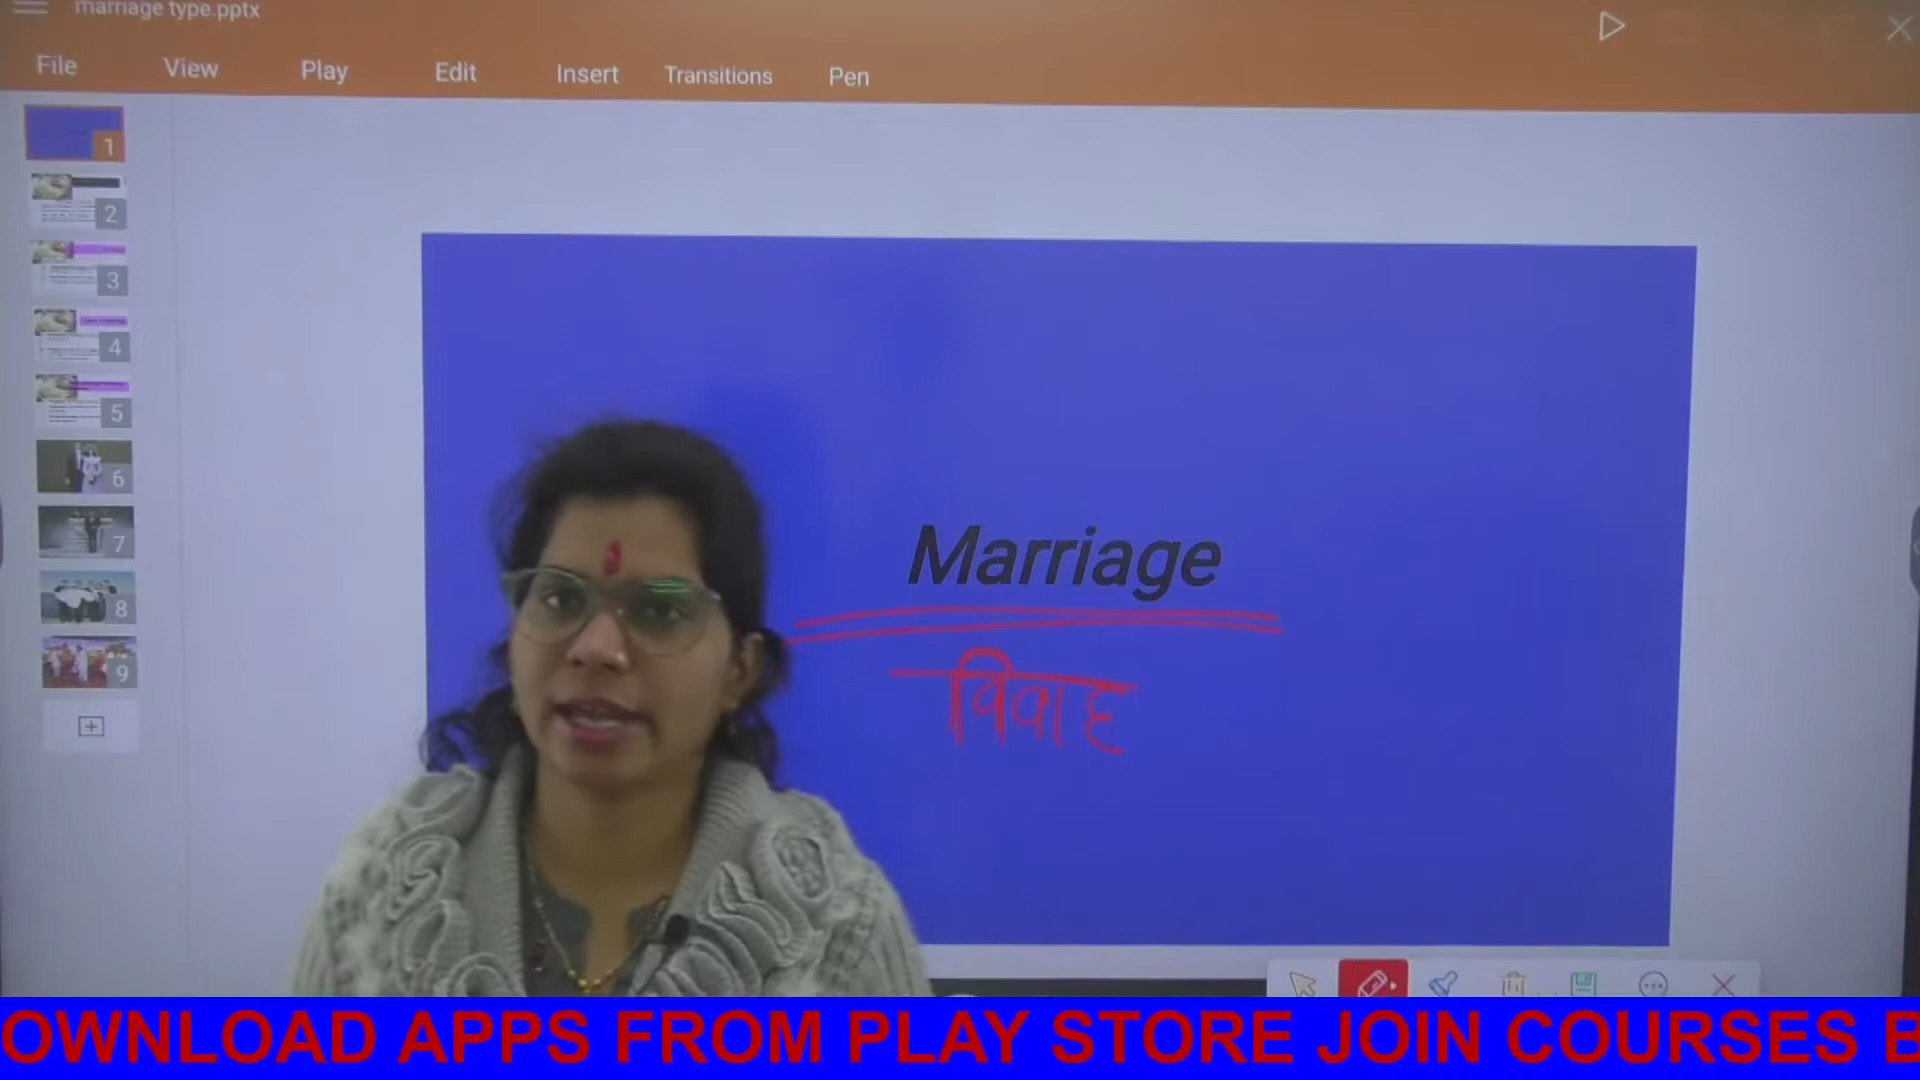 marriage type.pptx
File View Play Edit Insert Transitions Pen
1
2
3
4
5
6
7
8
9
Marriage
विवाह
OWNLOAD APPS FROM PLAY STORE JOIN COURSES B